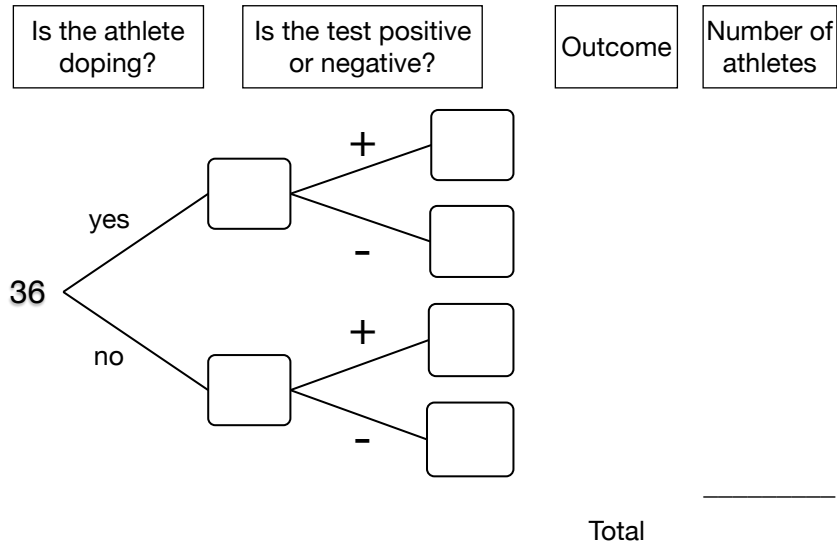 Is the athlete
doping?
Is the test positive
or negative?
Outcome
Number of
athletes
+
yes
-
36
+
no
-
Total